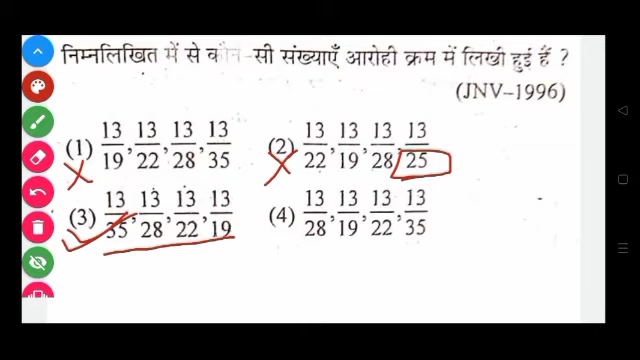 निम्नलिखित में से कौन-सी संख्याएँ आरोही क्रम में लिखी हुई हैं ?
(JNV–1996)
(1) 13/19, 13/22, 13/28, 13/35 (2) 13/22, 13/19, 13/28, 13/25
(3) 13/35, 13/28, 13/22, 13/19 (4) 13/28, 13/19, 13/22, 13/35